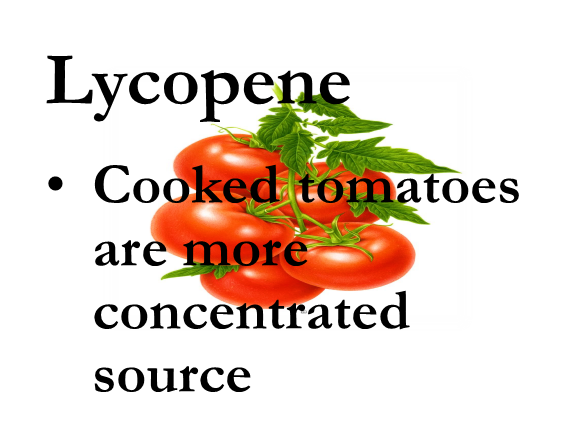 Lycopene
• Cooked tomatoes
are more
concentrated
source